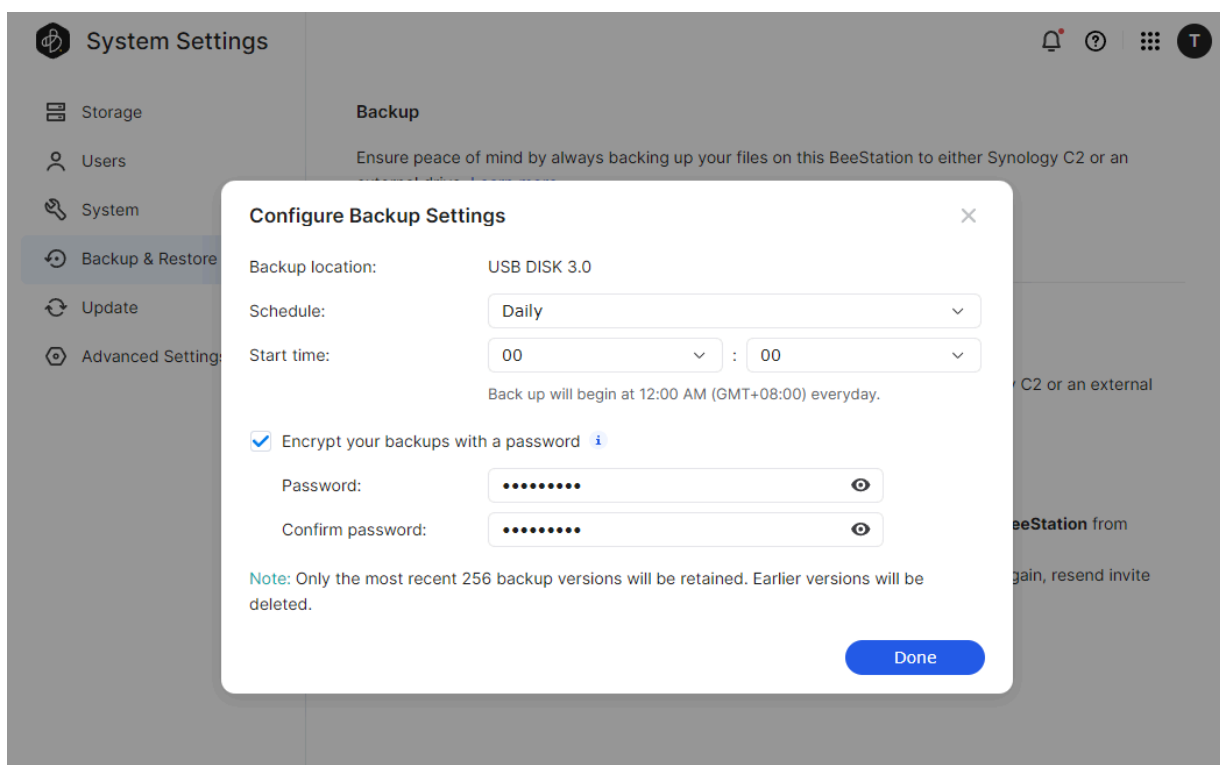 System Settings
T
Storage
Users
System
Backup & Restore
Update
Advanced Settings
Backup
Ensure peace of mind by always backing up your files on this BeeStation to either Synology C2 or an
external drive. Learn more
Configure Backup Settings
Backup location: USB DISK 3.0
Schedule: Daily
Start time: 00 : 00
Back up will begin at 12:00 AM (GMT+08:00) everyday.
Encrypt your backups with a password i
Password: •••••••••
Confirm password: •••••••••
Note: Only the most recent 256 backup versions will be retained. Earlier versions will be
deleted.
Done
C2 or an external
eeStation from
gain, resend invite